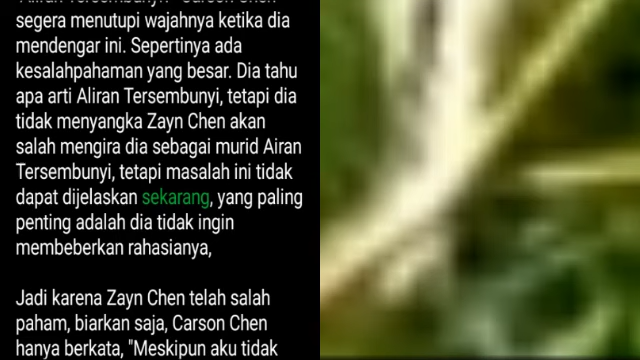 segera menutupi wajahnya ketika dia
mendengar ini. Sepertinya ada
kesalahpahaman yang besar. Dia tahu
apa arti Aliran Tersembunyi, tetapi dia
tidak menyangka Zayn Chen akan
salah mengira dia sebagai murid Airan
Tersembunyi, tetapi masalah ini tidak
dapat dijelaskan sekarang, yang paling
penting adalah dia tidak ingin
membeberkan rahasianya,
Jadi karena Zayn Chen telah salah
paham, biarkan saja, Carson Chen
hanya berkata, "Meskipun aku tidak